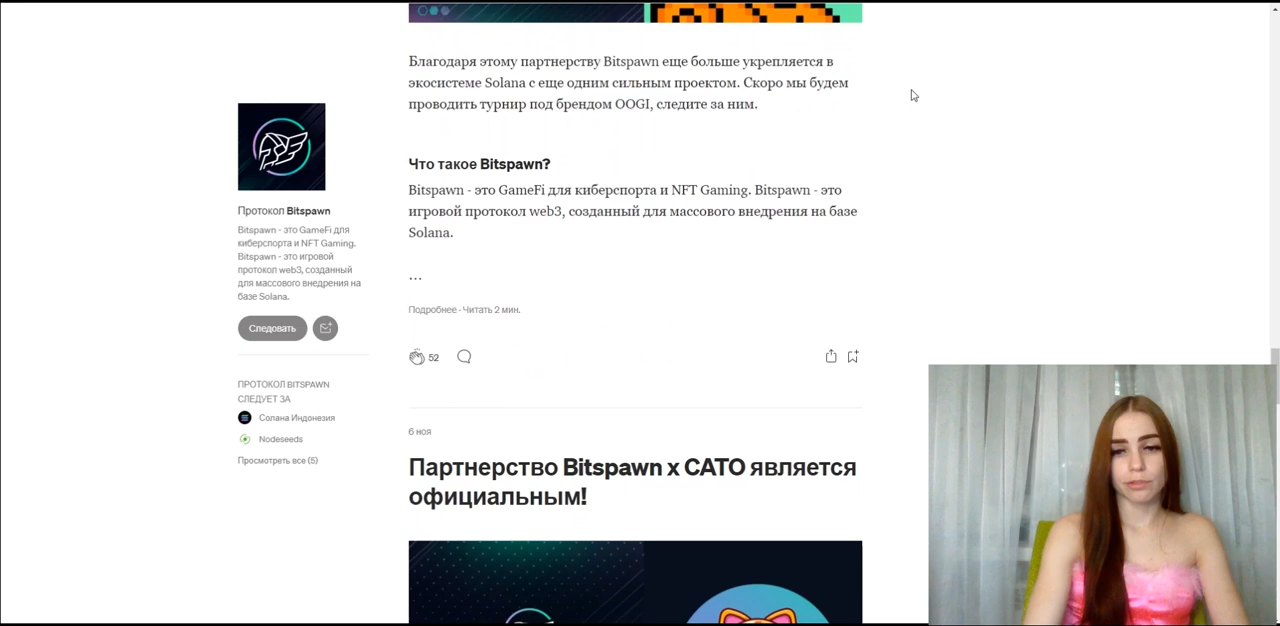 Благодаря этому партнерству Bitspawn еще больше укрепляется в
экосистеме Solana с еще одним сильным проектом. Скоро мы будем
проводить турнир под брендом OOGI, следите за ним.
Что такое Bitspawn?
Bitspawn - это GameFi для киберспорта и NFT Gaming. Bitspawn - это
игровой протокол web3, созданный для массового внедрения на базе
Solana.
...
Подробнее · Читать 2 мин.
52
Протокол Bitspawn
Bitspawn - это GameFi для
киберспорта и NFT Gaming.
Bitspawn - это игровой
протокол web3, созданный
для массового внедрения на
базе Solana.
Следовать
ПРОТОКОЛ BITSPAWN
СЛЕДУЕТ ЗА
Солана Индонезия
Nodeseeds
Просмотреть все (5)
6 ноя
Партнерство Bitspawn x CATO является
официальным!